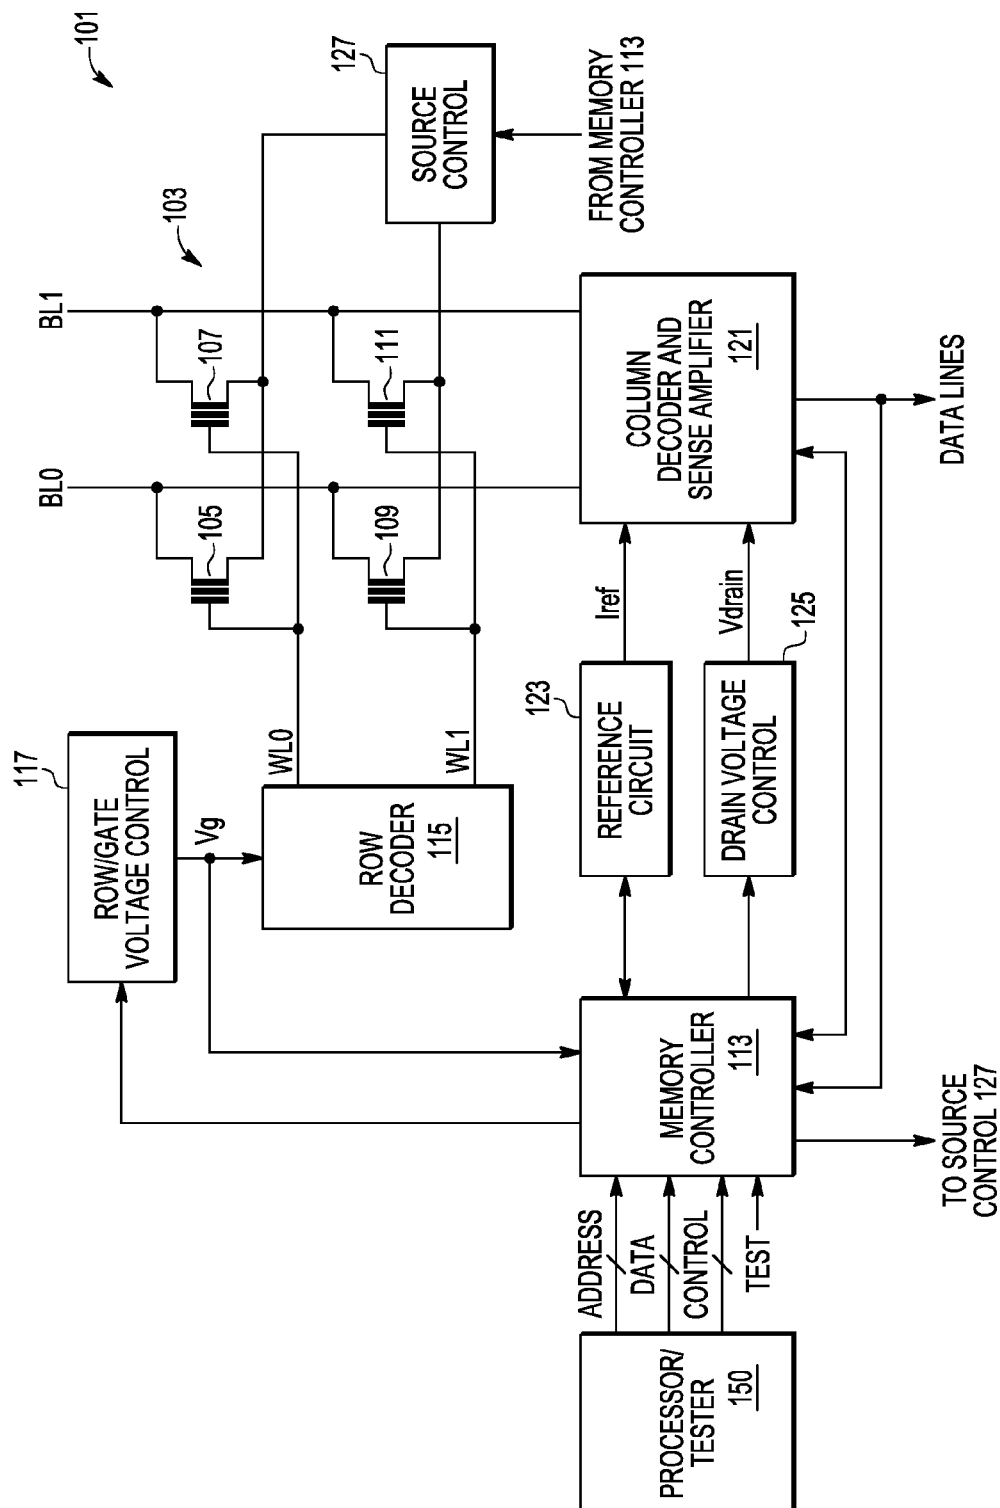 101
103
127
SOURCE
CONTROL
FROM MEMORY
CONTROLLER 113
BL1
BL0
107
111
105
109
117
ROW/GATE
VOLTAGE CONTROL
Vg
WL0
WL1
ROW
DECODER
115
COLUMN
DECODER AND
SENSE AMPLIFIER
121
DATA LINES
Iref
Vdrain
123
REFERENCE
CIRCUIT
125
DRAIN VOLTAGE
CONTROL
MEMORY
CONTROLLER
113
TO SOURCE
CONTROL 127
ADDRESS
DATA
CONTROL
TEST
PROCESSOR/
TESTER
150